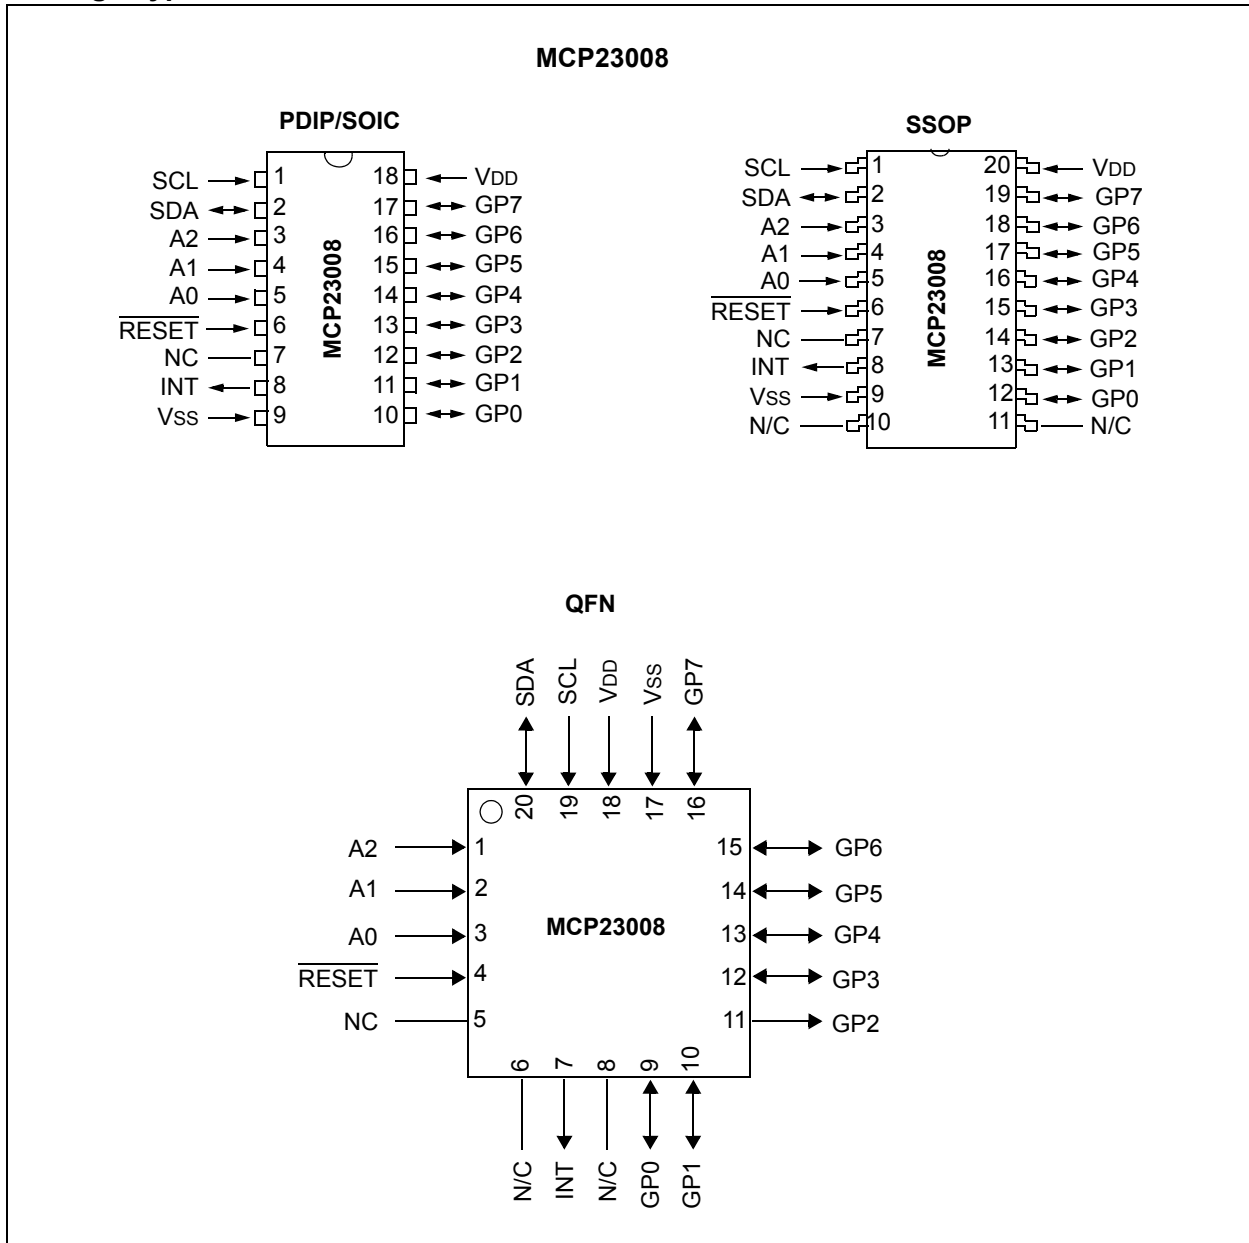 MCP23008
PDIP/SOIC
SCL 1 18 VDD
SDA 2 17 GP7
A2 3 16 GP6
A1 4 15 GP5
A0 5 14 GP4
RESET 6 13 GP3
NC 7 12 GP2
INT 8 11 GP1
VSS 9 10 GP0
MCP23008
SSOP
SCL 1 20 VDD
SDA 2 19 GP7
A2 3 18 GP6
A1 4 17 GP5
A0 5 16 GP4
RESET 6 15 GP3
NC 7 14 GP2
INT 8 13 GP1
VSS 9 12 GP0
N/C 10 11 N/C
MCP23008
QFN
SDA SCL VDD VSS GP7
20 19 18 17 16
A2 1 15 GP6
A1 2 14 GP5
A0 3 MCP23008 13 GP4
RESET 4 12 GP3
NC 5 11 GP2
6 7 8 9 10
N/C INT N/C GP0 GP1